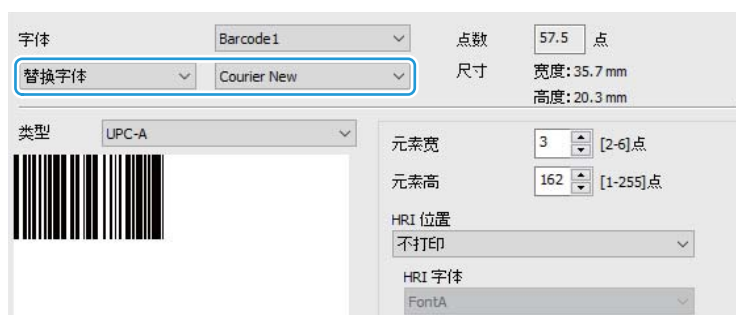 字体 Barcode1 点数 57.5 点
替换字体 Courier New 尺寸 宽度:35.7 mm
高度:20.3 mm
类型 UPC-A
元素宽 3 [2-6]点
元素高 162 [1-255]点
HRI 位置
不打印
HRI 字体
FontA